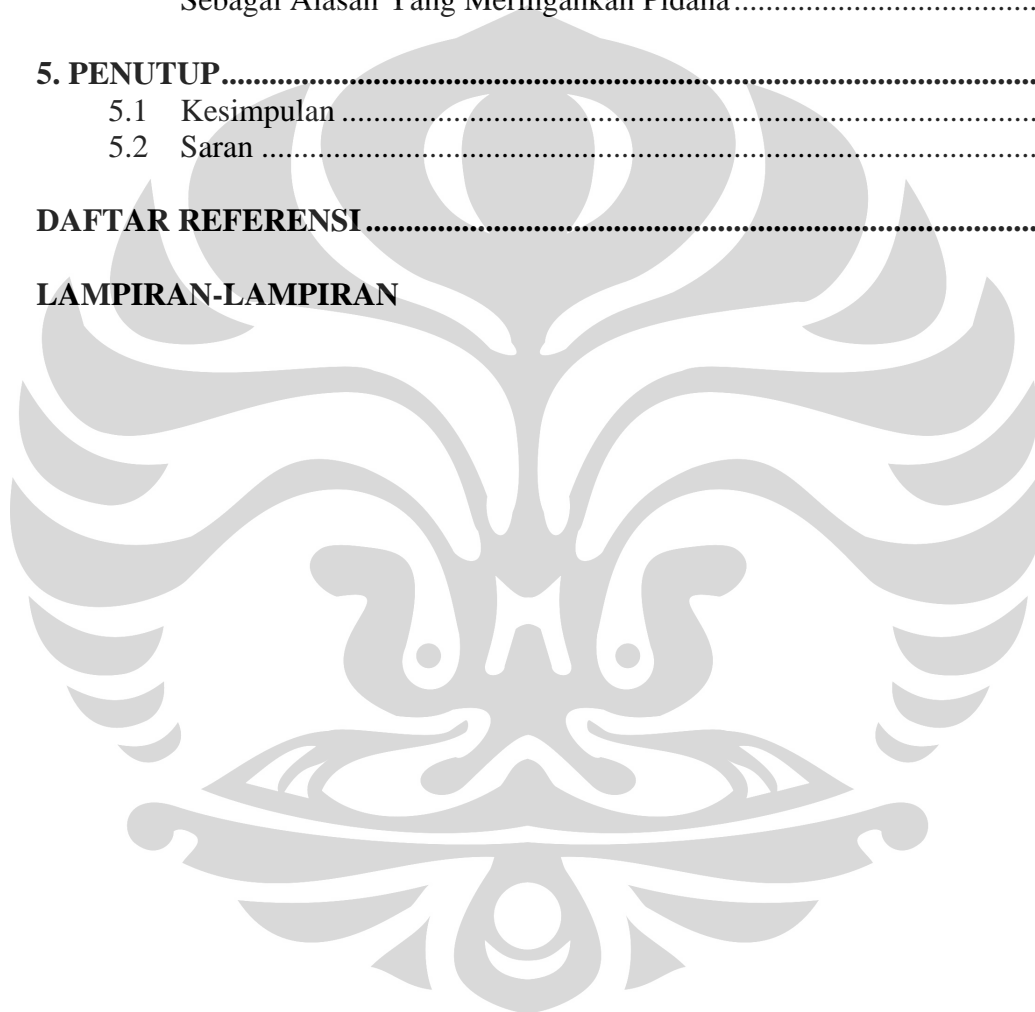 Sebagai Alasan Yang Meringankan Pidana ....................................
5. PENUTUP.....................................................................................................
5.1 Kesimpulan .........................................................................................
5.2 Saran ...................................................................................................
DAFTAR REFERENSI ...................................................................................
LAMPIRAN-LAMPIRAN